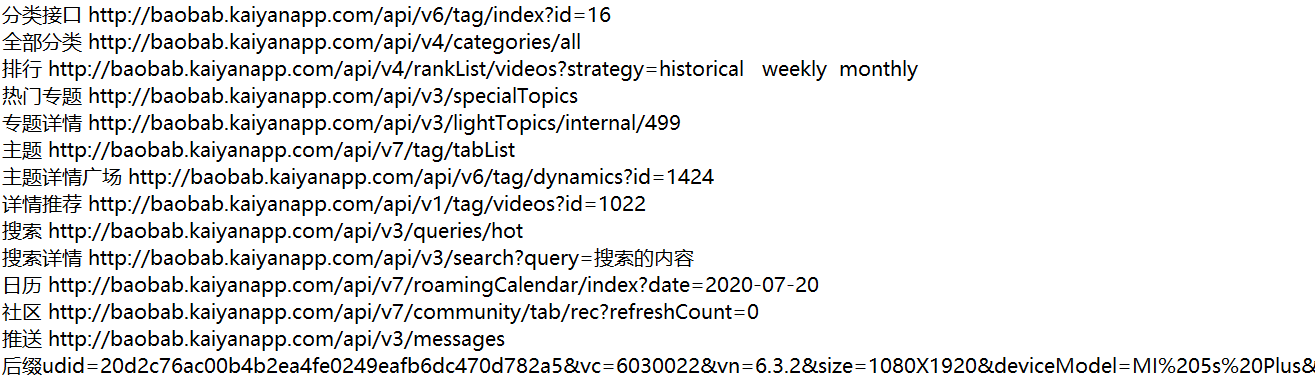 分类接口 http://baobab.kaiyanapp.com/api/v6/tag/index?id=16
全部分类 http://baobab.kaiyanapp.com/api/v4/categories/all
排行 http://baobab.kaiyanapp.com/api/v4/rankList/videos?strategy=historical   weekly  monthly
热门专题 http://baobab.kaiyanapp.com/api/v3/specialTopics
专题详情 http://baobab.kaiyanapp.com/api/v3/lightTopics/internal/499
主题 http://baobab.kaiyanapp.com/api/v7/tag/tabList
主题详情广场 http://baobab.kaiyanapp.com/api/v6/tag/dynamics?id=1424
详情推荐 http://baobab.kaiyanapp.com/api/v1/tag/videos?id=1022
搜索 http://baobab.kaiyanapp.com/api/v3/queries/hot
搜索详情 http://baobab.kaiyanapp.com/api/v3/search?query=搜索的内容
日历 http://baobab.kaiyanapp.com/api/v7/roamingCalendar/index?date=2020-07-20
社区 http://baobab.kaiyanapp.com/api/v7/community/tab/rec?refreshCount=0
推送 http://baobab.kaiyanapp.com/api/v3/messages
后缀udid=20d2c76ac00b4b2ea4fe0249eafb6dc470d782a5&vc=6030022&vn=6.3.2&size=1080X1920&deviceModel=MI%205s%20Plus&